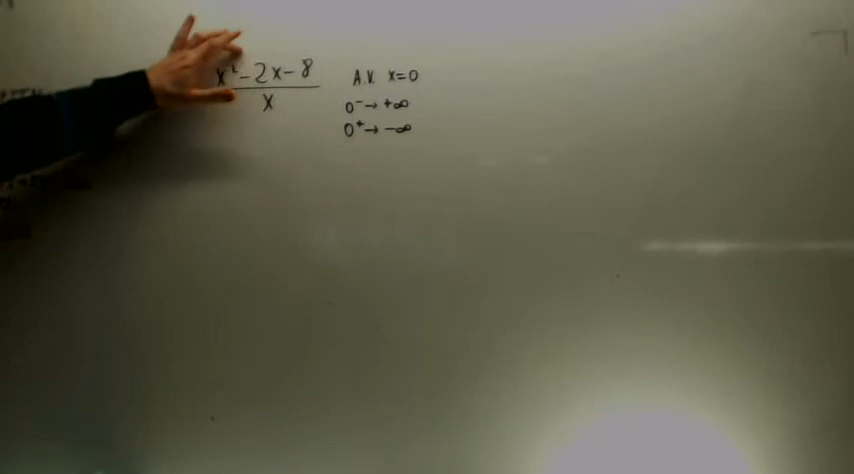 x² - 2x - 8 A.V. x=0
x
0⁻ → +∞
0⁺ → -∞